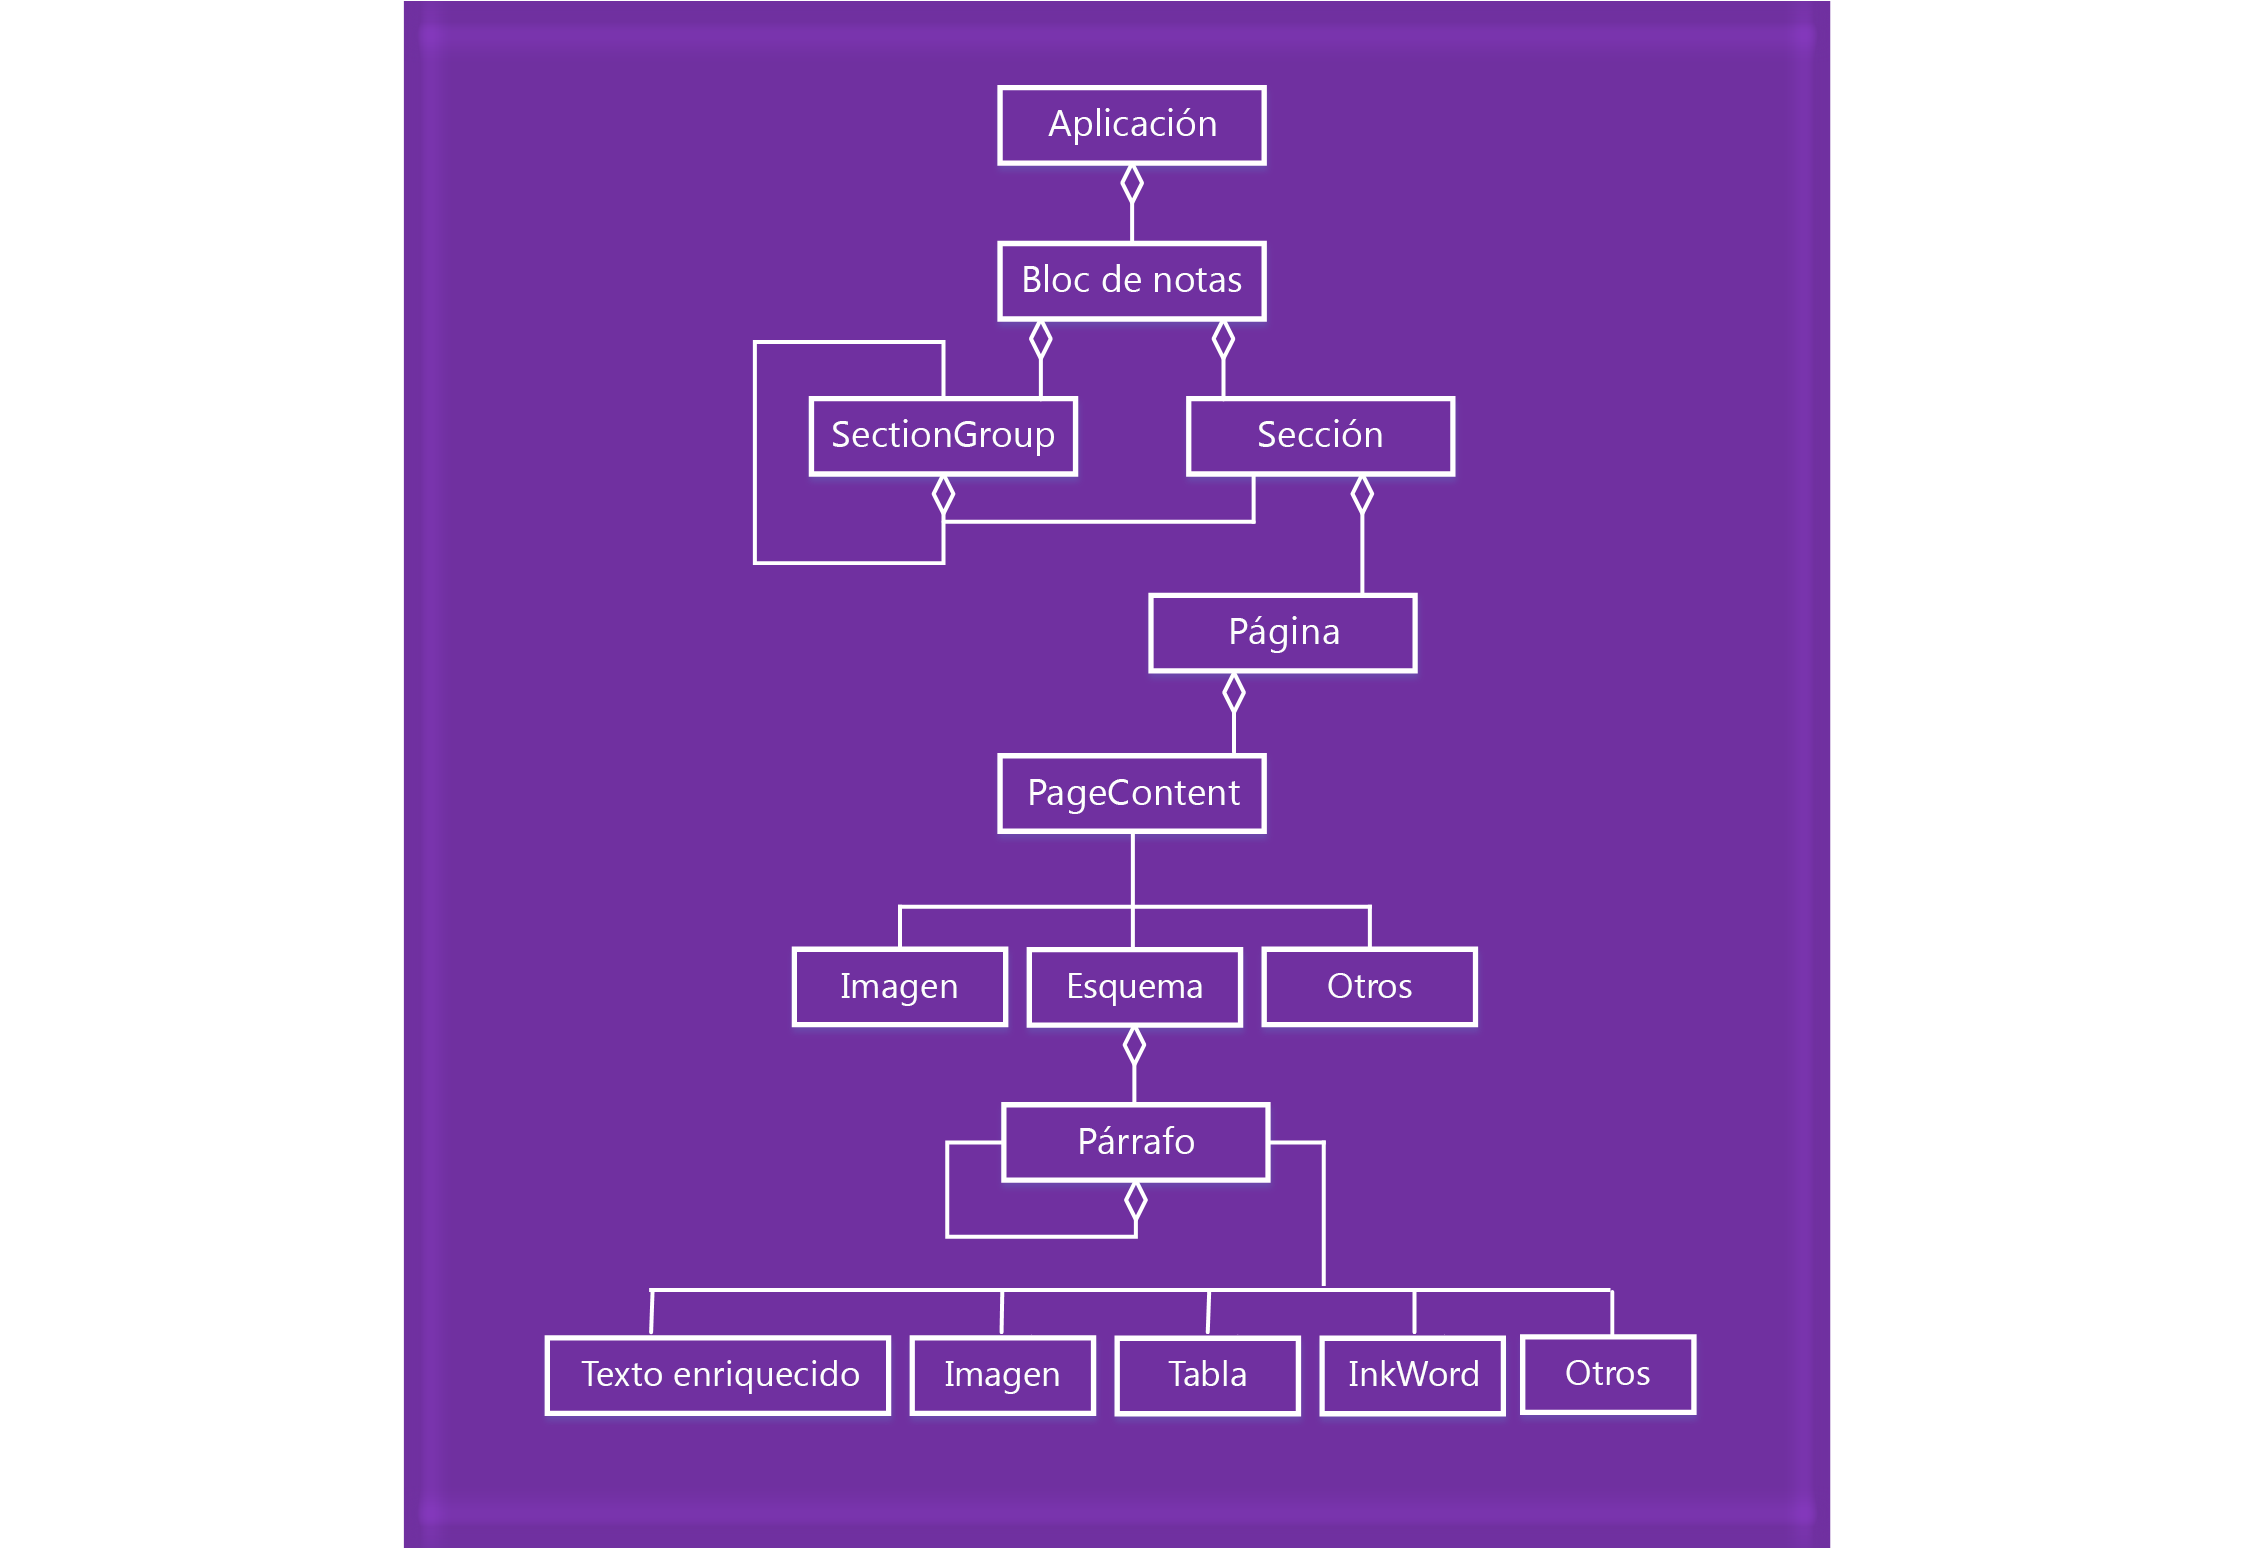 Aplicación
Bloc de notas
SectionGroup
Sección
Página
PageContent
Imagen
Esquema
Otros
Párrafo
Texto enriquecido
Imagen
Tabla
InkWord
Otros